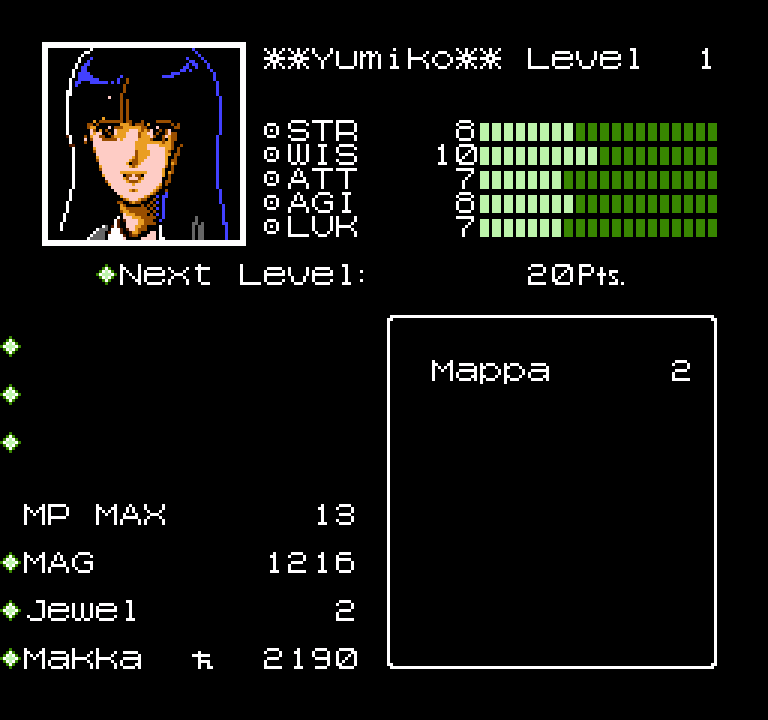 **Yumiko** Level 1
STR 8
WIS 10
ATT 7
AGI 8
LUK 7
Next Level: 20Pts.
Mappa 2
MP MAX 13
MAG 1216
Jewel 2
Makka ち 2190